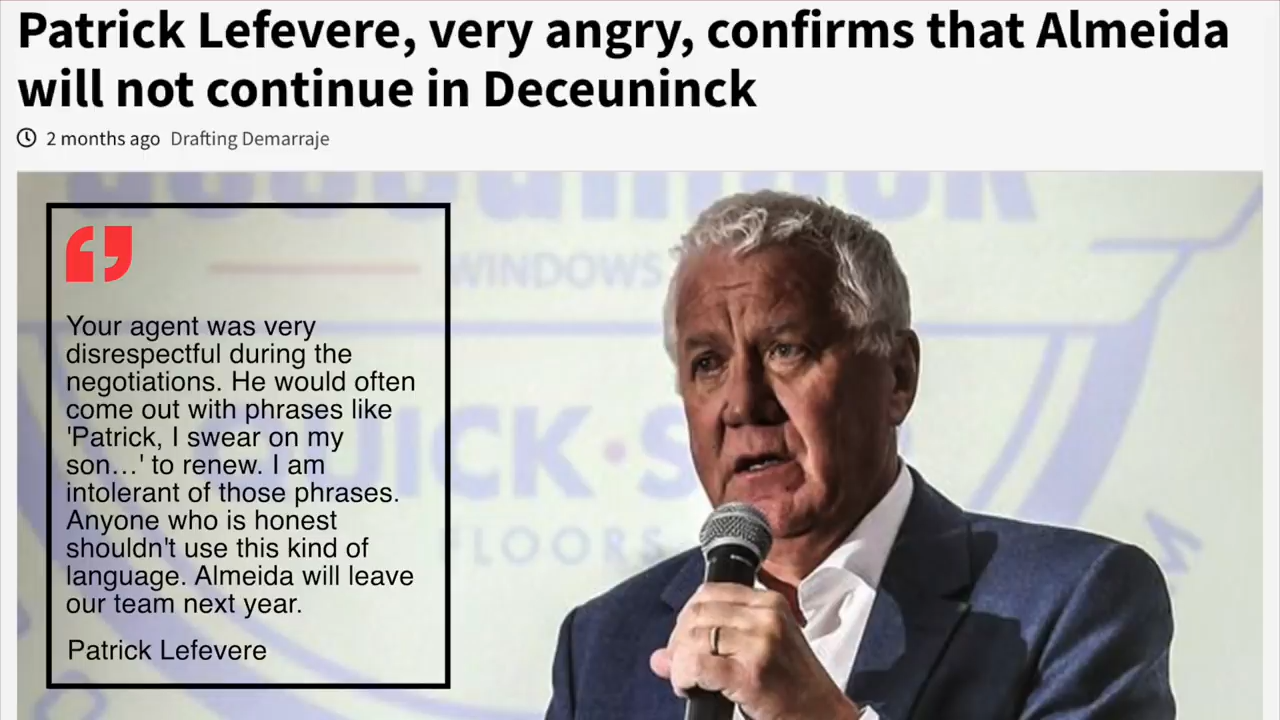 Patrick Lefevere, very angry, confirms that Almeida
will not continue in Deceuninck
2 months ago Drafting Demarraje
WINDOWS
Your agent was very
disrespectful during the
negotiations. He would often
come out with phrases like
'Patrick, I swear on my
son…' to renew. I am
intolerant of those phrases.
Anyone who is honest
shouldn't use this kind of
language. Almeida will leave
our team next year.
Patrick Lefevere
FLOORS